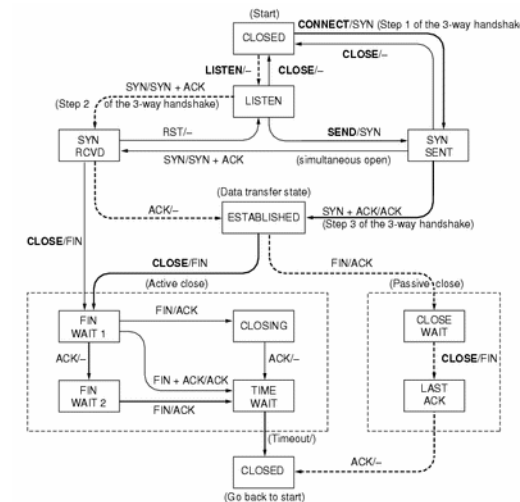 (Start)
CONNECT/SYN (Step 1 of the 3-way handshake)
CLOSED
CLOSE/–
LISTEN/–
CLOSE/–
SYN/SYN + ACK
(Step 2 of the 3-way handshake)
LISTEN
SYN
RCVD
RST/–
SEND/SYN
SYN
SENT
SYN/SYN + ACK
(simultaneous open)
(Data transfer state)
ACK/–
ESTABLISHED
SYN + ACK/ACK
(Step 3 of the 3-way handshake)
CLOSE/FIN
CLOSE/FIN
FIN/ACK
(Active close)
(Passive close)
FIN/ACK
FIN
WAIT 1
CLOSING
CLOSE
WAIT
ACK/–
ACK/–
CLOSE/FIN
FIN + ACK/ACK
FIN
WAIT 2
FIN/ACK
TIME
WAIT
LAST
ACK
(Timeout/)
CLOSED
ACK/–
(Go back to start)